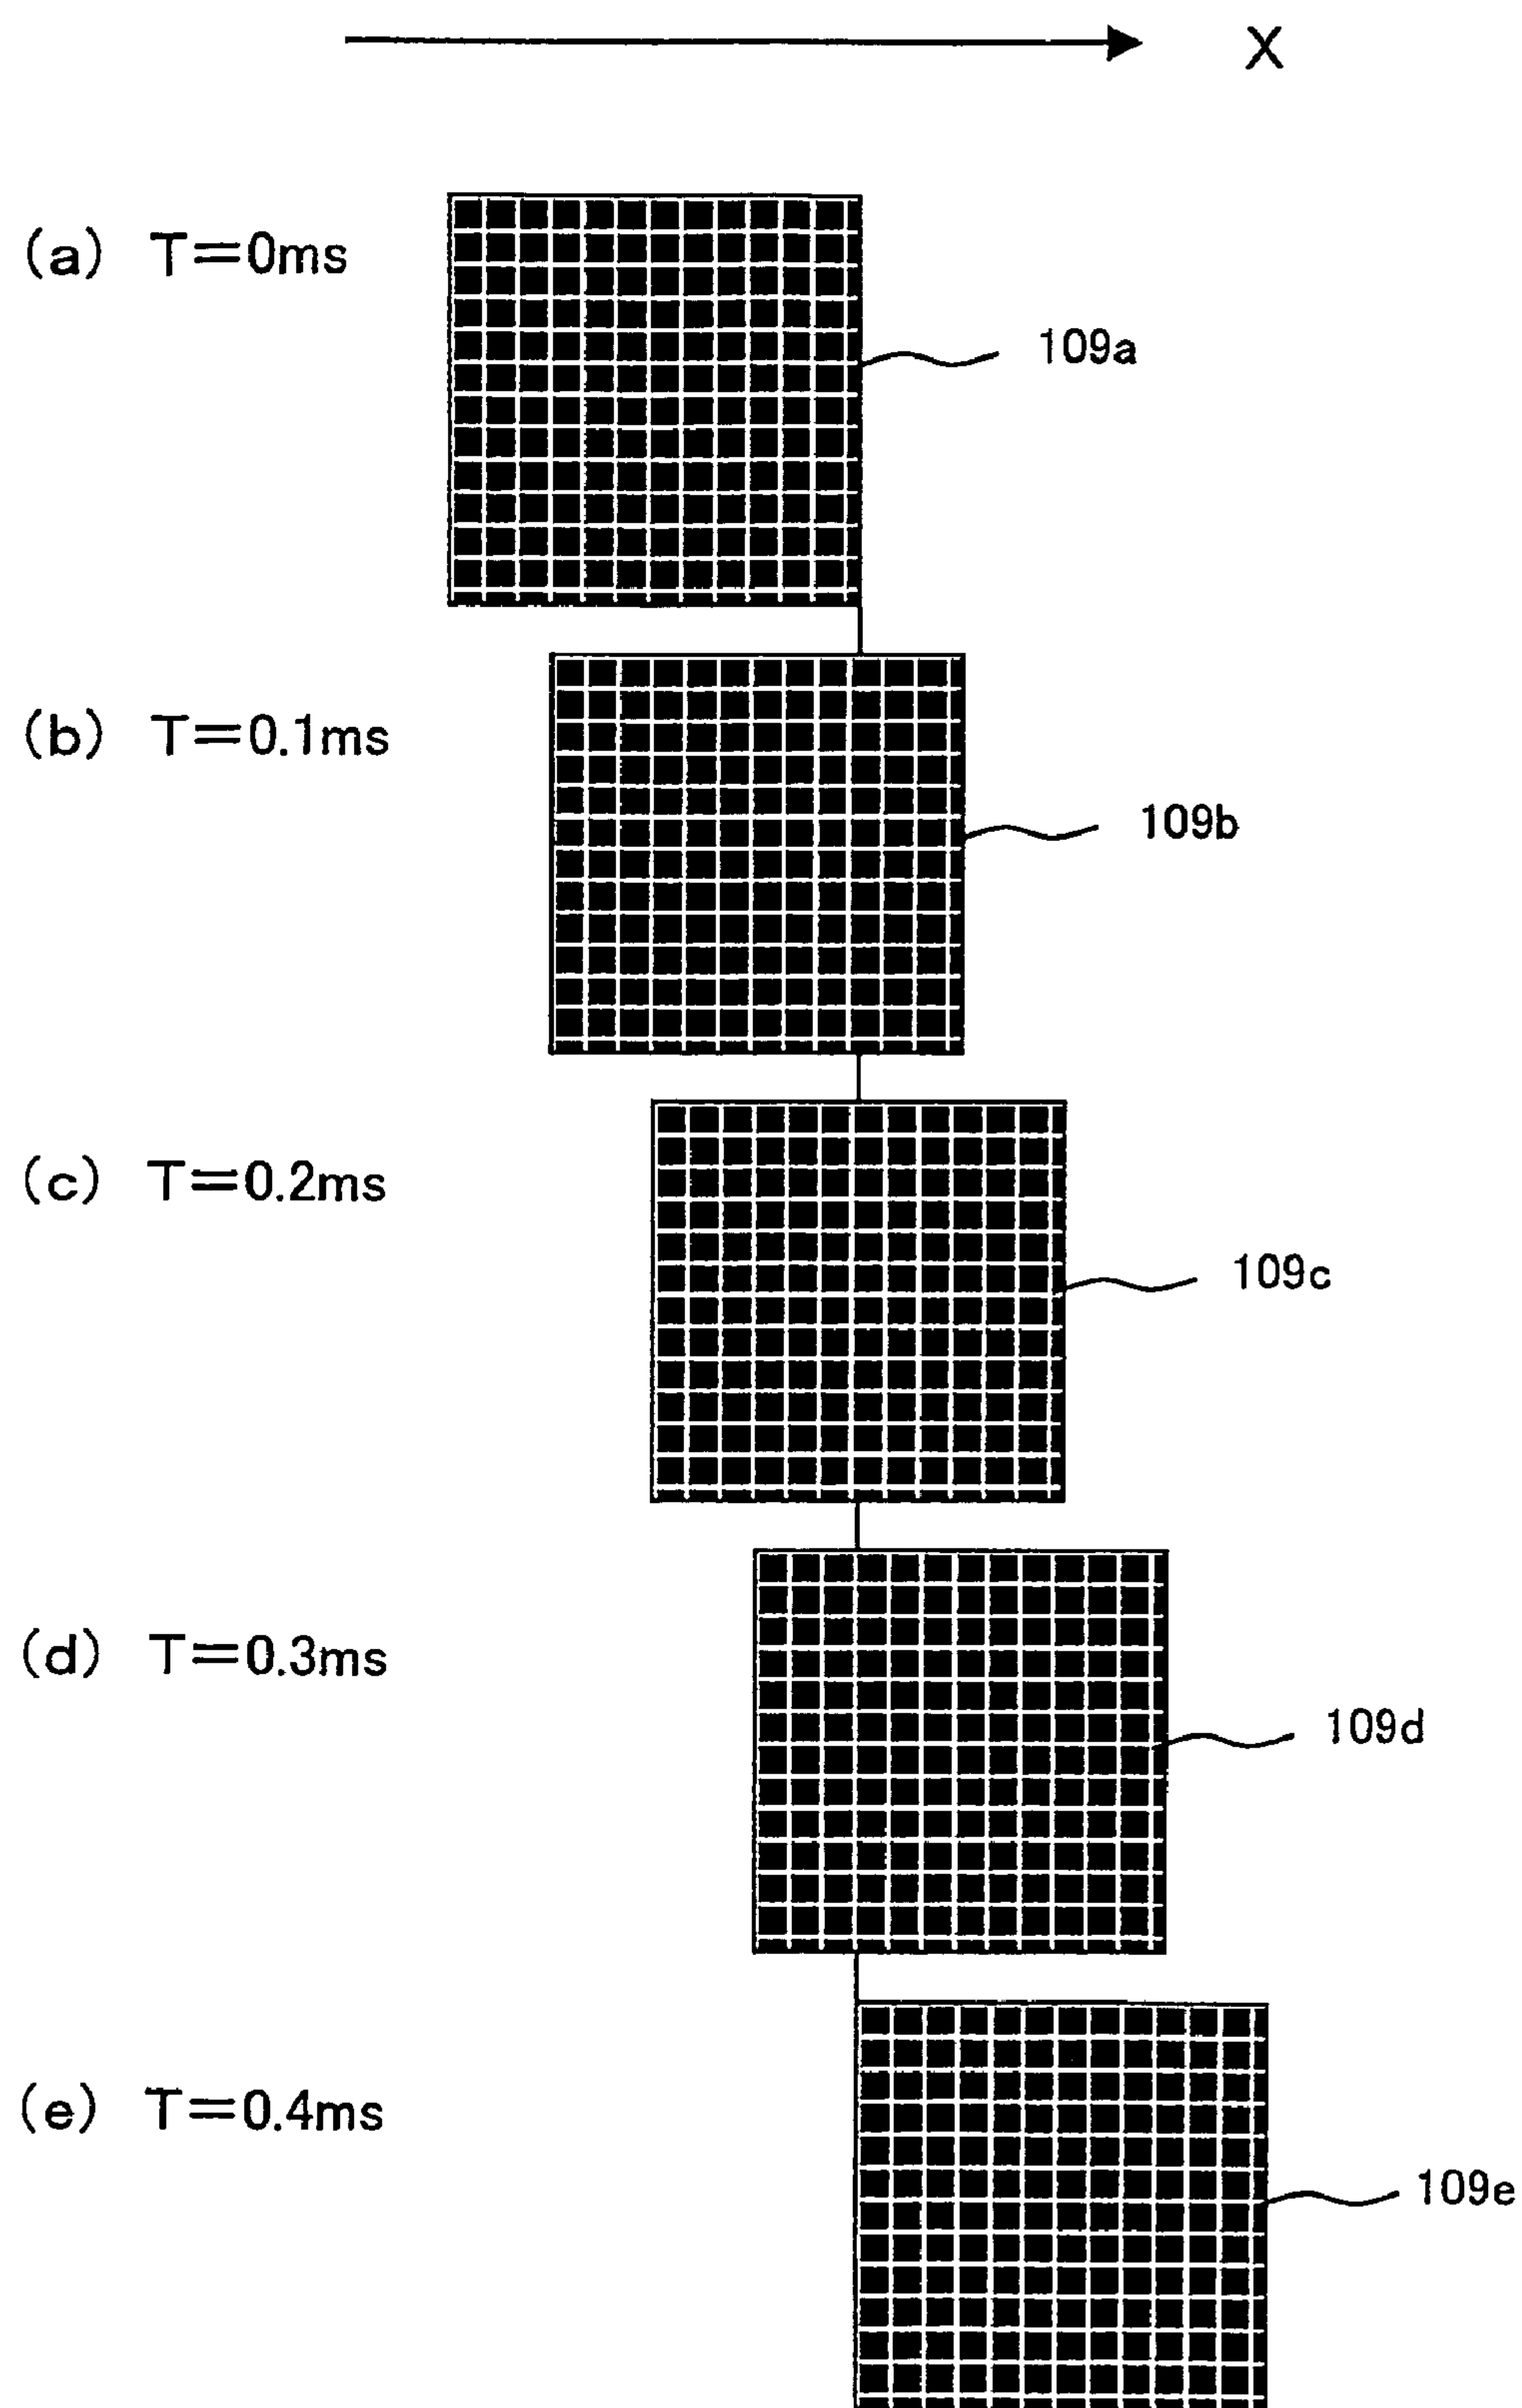 X
(a) T=0ms
109a
(b) T=0.1ms
109b
(c) T=0.2ms
109c
(d) T=0.3ms
109d
(e) T=0.4ms
109e